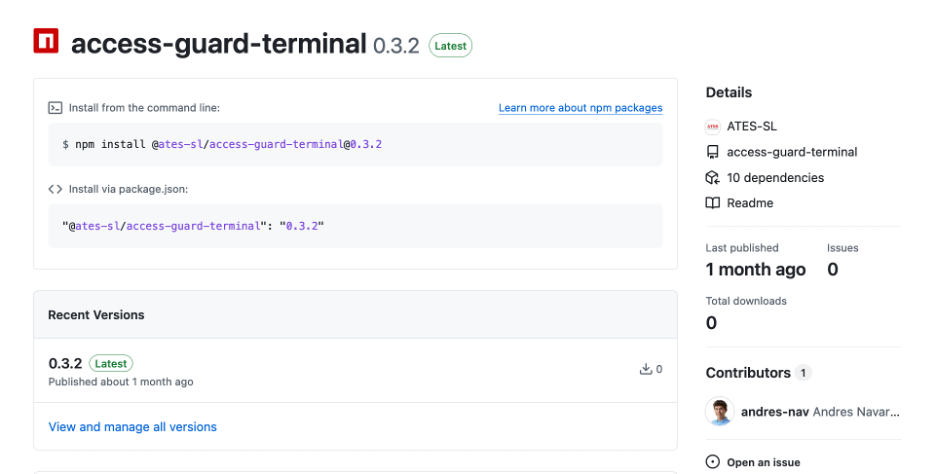 access-guard-terminal 0.3.2 Latest
Install from the command line:
Learn more about npm packages
$ npm install @ates-sl/access-guard-terminal@0.3.2
Install via package.json:
"@ates-sl/access-guard-terminal": "0.3.2"
Recent Versions
0.3.2 Latest
0
Published about 1 month ago
View and manage all versions
Details
ATES-SL
access-guard-terminal
10 dependencies
Readme
Last published
Issues
1 month ago
0
Total downloads
0
Contributors 1
andres-nav Andres Navar...
Open an issue